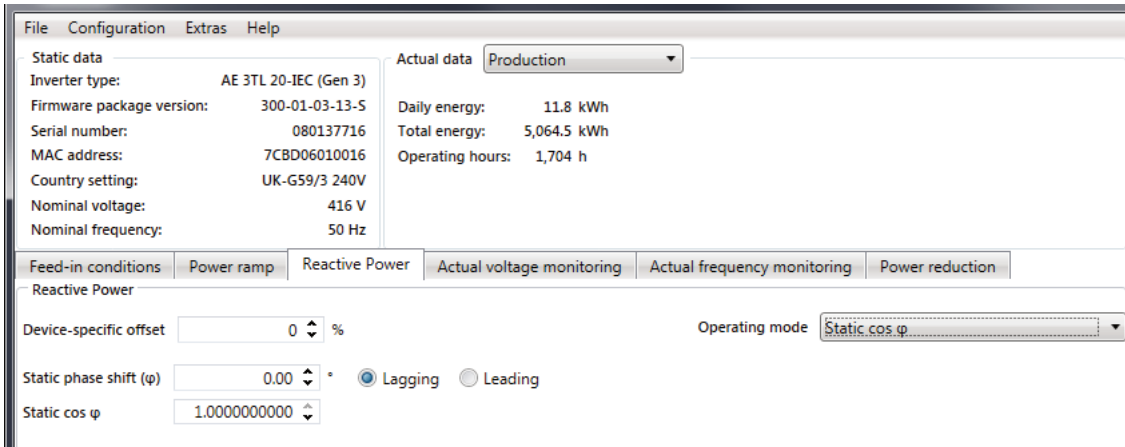 File Configuration Extras Help
Static data
Inverter type: AE 3TL 20-IEC (Gen 3)
Firmware package version: 300-01-03-13-S
Serial number: 080137716
MAC address: 7CBD06010016
Country setting: UK-G59/3 240V
Nominal voltage: 416 V
Nominal frequency: 50 Hz
Actual data Production
Daily energy: 11.8 kWh
Total energy: 5,064.5 kWh
Operating hours: 1,704 h
Feed-in conditions Power ramp Reactive Power Actual voltage monitoring Actual frequency monitoring Power reduction
Reactive Power
Device-specific offset 0 % Operating mode Static cos φ
Static phase shift (φ) 0.00 ° Lagging Leading
Static cos φ 1.0000000000